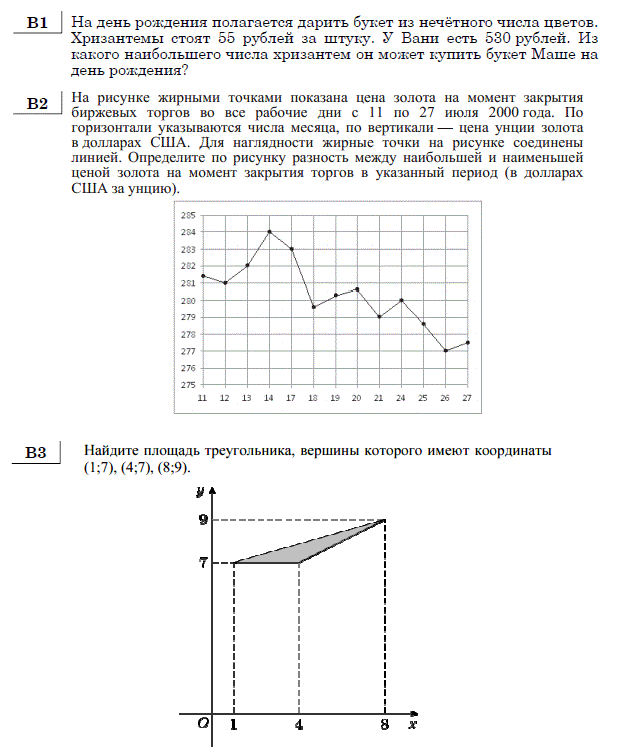 B1 На день рождения полагается дарить букет из нечётного числа цветов.
Хризантемы стоят 55 рублей за штуку. У Вани есть 530 рублей. Из
какого наибольшего числа хризантем он может купить букет Маше на
день рождения?
B2 На рисунке жирными точками показана цена золота на момент закрытия
биржевых торгов во все рабочие дни с 11 по 27 июля 2000 года. По
горизонтали указываются числа месяца, по вертикали — цена унции золота
в долларах США. Для наглядности жирные точки на рисунке соединены
линией. Определите по рисунку разность между наибольшей и наименьшей
ценой золота на момент закрытия торгов в указанный период (в долларах
США за унцию).
285
284
283
282
281
280
279
278
277
276
275
11 12 13 14 17 18 19 20 21 24 25 26 27
B3 Найдите площадь треугольника, вершины которого имеют координаты
(1;7), (4;7), (8;9).
y
9
7
O 1 4 8 x